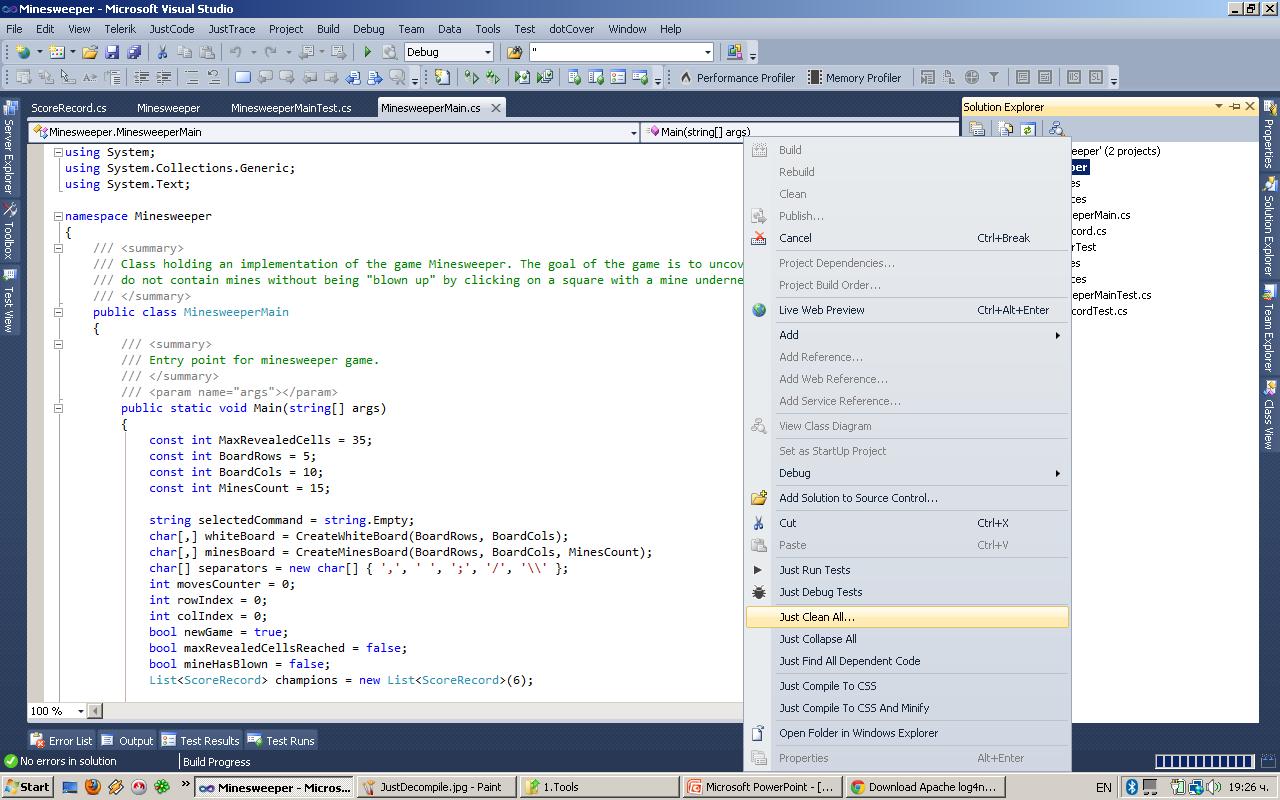 Minesweeper - Microsoft Visual Studio
File Edit View Telerik JustCode JustTrace Project Build Debug Team Data Tools Test dotCover Window Help
Debug "
Performance Profiler Memory Profiler
ScoreRecord.cs Minesweeper MinesweeperMainTest.cs MinesweeperMain.cs
Solution Explorer
Minesweeper.MinesweeperMain Main(string[] args)
using System;
using System.Collections.Generic;
using System.Text;
namespace Minesweeper
{
/// <summary>
/// Class holding an implementation of the game Minesweeper. The goal of the game is to uncov
/// do not contain mines without being "blown up" by clicking on a square with a mine underne
/// </summary>
public class MinesweeperMain
{
/// <summary>
/// Entry point for minesweeper game.
/// </summary>
/// <param name="args"></param>
public static void Main(string[] args)
{
const int MaxRevealedCells = 35;
const int BoardRows = 5;
const int BoardCols = 10;
const int MinesCount = 15;
string selectedCommand = string.Empty;
char[,] whiteBoard = CreateWhiteBoard(BoardRows, BoardCols);
char[,] minesBoard = CreateMinesBoard(BoardRows, BoardCols, MinesCount);
char[] separators = new char[] { ',', ' ', ';', '/', '\\' };
int movesCounter = 0;
int rowIndex = 0;
int colIndex = 0;
bool newGame = true;
bool maxRevealedCellsReached = false;
bool mineHasBlown = false;
List<ScoreRecord> champions = new List<ScoreRecord>(6);
100 %
Build
Rebuild
Clean
Publish...
Cancel Ctrl+Break
Project Dependencies...
Project Build Order...
Live Web Preview Ctrl+Alt+Enter
Add
Add Reference...
Add Web Reference...
Add Service Reference...
View Class Diagram
Set as StartUp Project
Debug
Add Solution to Source Control...
Cut Ctrl+X
Paste Ctrl+V
Just Run Tests
Just Debug Tests
Just Clean All...
Just Collapse All
Just Find All Dependent Code
Just Compile To CSS
Just Compile To CSS And Minify
Open Folder in Windows Explorer
Properties Alt+Enter
eeper' (2 projects)
per
es
ces
eperMain.cs
cord.cs
rTest
es
ces
eperMainTest.cs
cordTest.cs
Server Explorer
Toolbox
Test View
Properties
Solution Explorer
Team Explorer
Class View
Error List Output Test Results Test Runs
No errors in solution Build Progress
Start Minesweeper - Micros... JustDecompile.jpg - Paint 1.Tools Microsoft PowerPoint - [... Download Apache log4n... EN 19:26 ч.